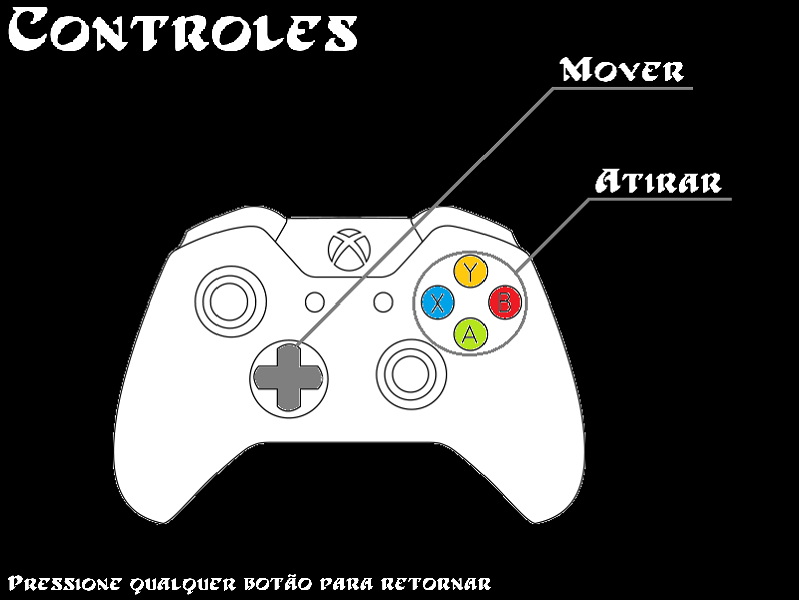 Controles
Mover
Atirar
Y
X
B
A
Pressione qualquer botão para retornar